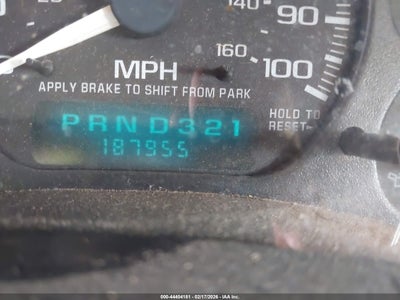 140
90
160
100
MPH
APPLY BRAKE TO SHIFT FROM PARK
PRND321
HOLD TO
RESET
187955
000-44404181 - 02/17/2026 - IAA Inc.